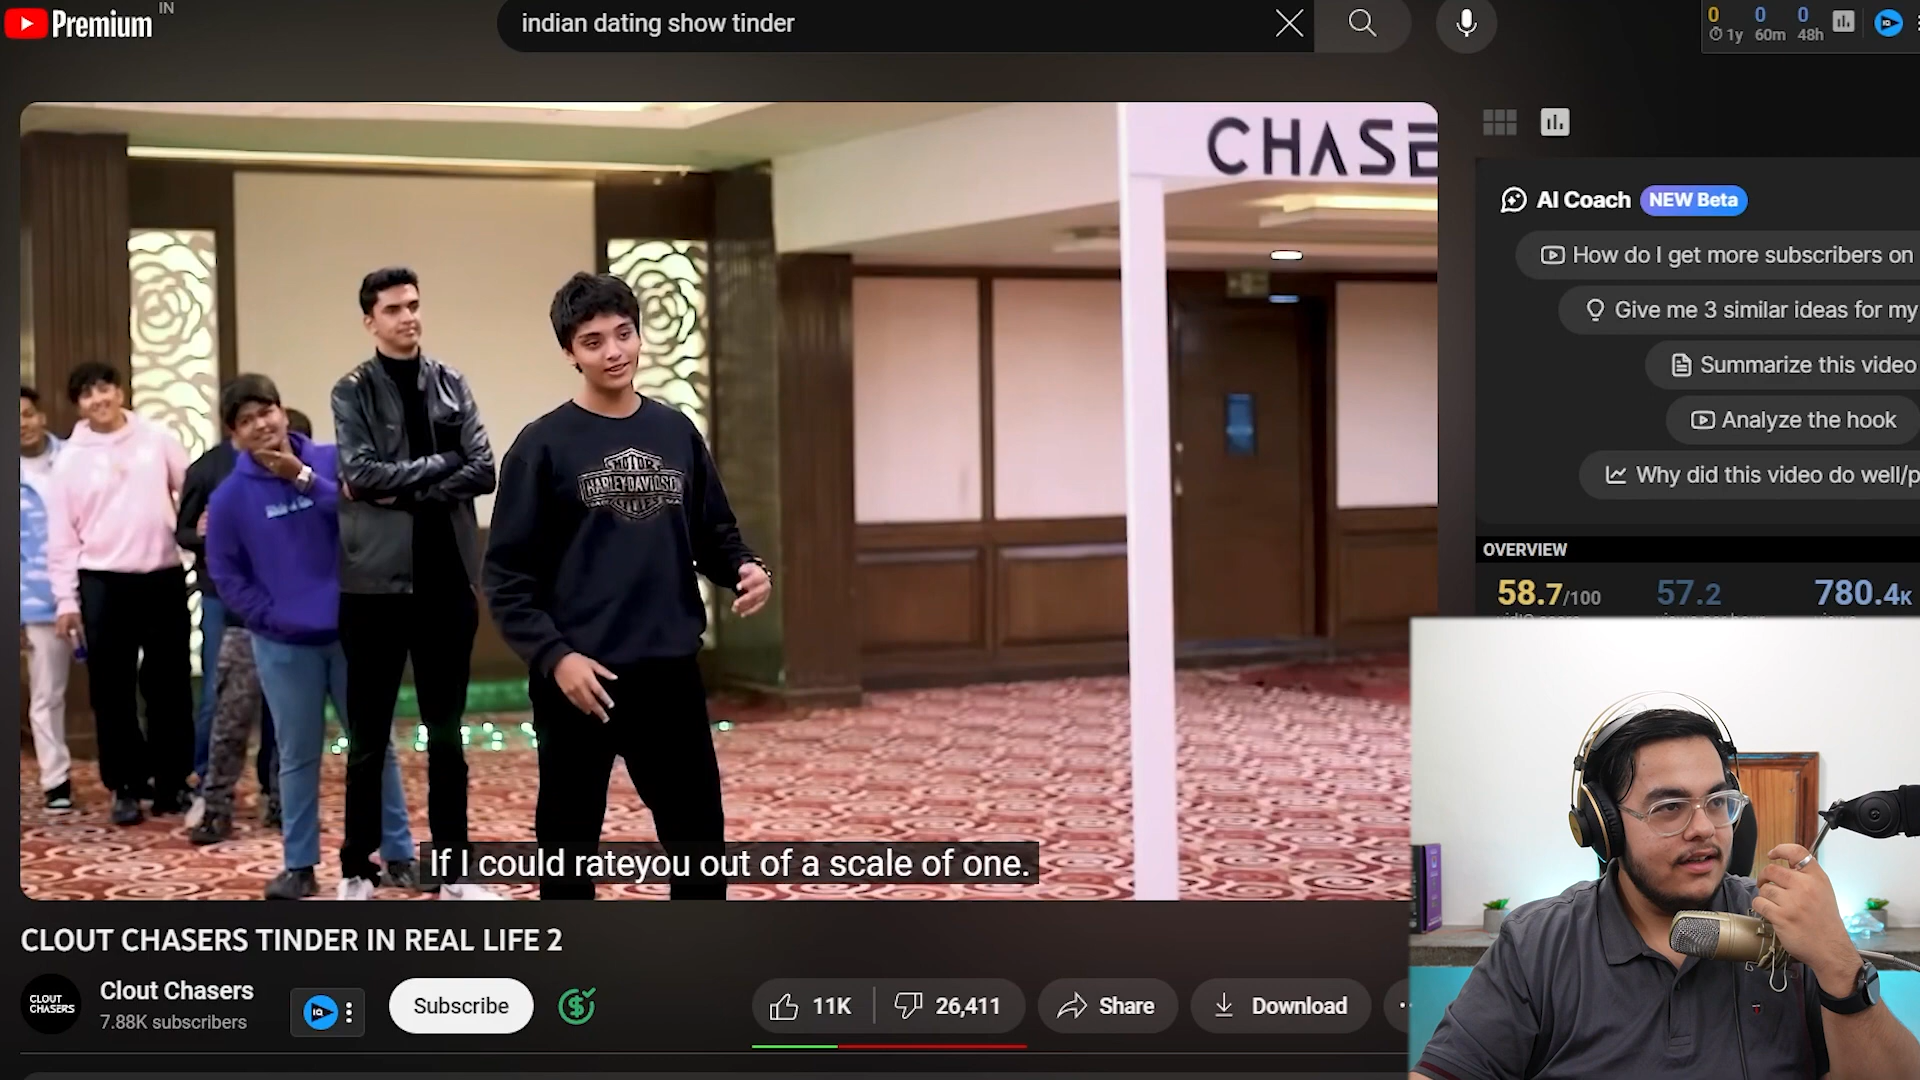 Premium IN
indian dating show tinder
0 0 0
1y 60m 48h
CHASE
AI Coach NEW Beta
How do I get more subscribers on
Give me 3 similar ideas for my
Summarize this video
Analyze the hook
Why did this video do well/p
OVERVIEW
58.7/100 57.2 780.4K
MOTOR
HARLEY-DAVIDSON
If I could rateyou out of a scale of one.
CLOUT CHASERS TINDER IN REAL LIFE 2
CLOUT
CHASERS
Clout Chasers
7.88K subscribers
IQ
Subscribe
11K
26,411
Share
Download